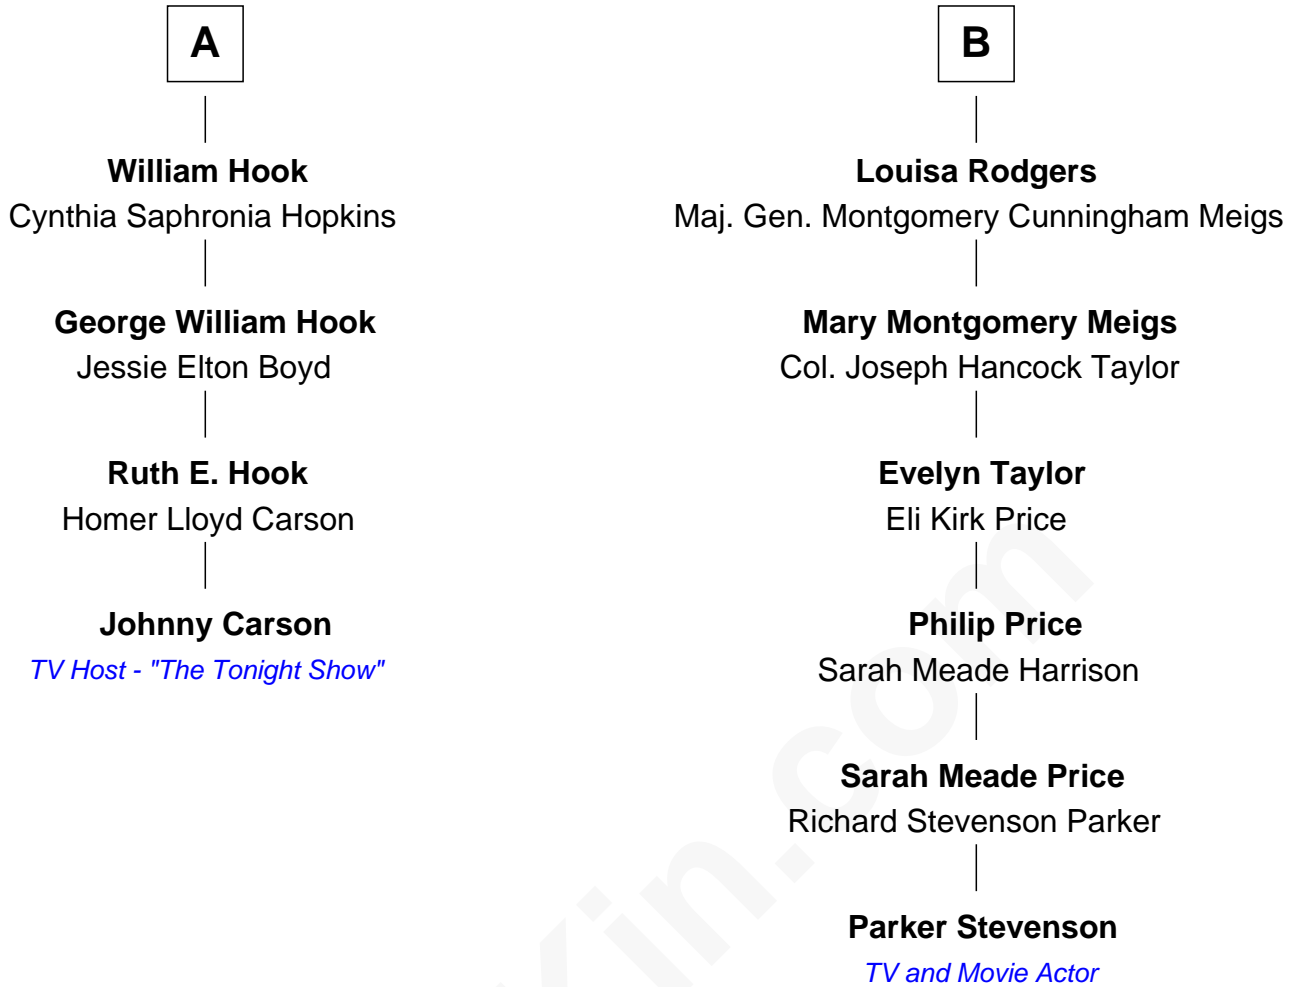 A
William Hook
Cynthia Saphronia Hopkins
George William Hook
Jessie Elton Boyd
Ruth E. Hook
Homer Lloyd Carson
Johnny Carson
TV Host - "The Tonight Show"
B
Louisa Rodgers
Maj. Gen. Montgomery Cunningham Meigs
Mary Montgomery Meigs
Col. Joseph Hancock Taylor
Evelyn Taylor
Eli Kirk Price
Philip Price
Sarah Meade Harrison
Sarah Meade Price
Richard Stevenson Parker
Parker Stevenson
TV and Movie Actor
Kin.com